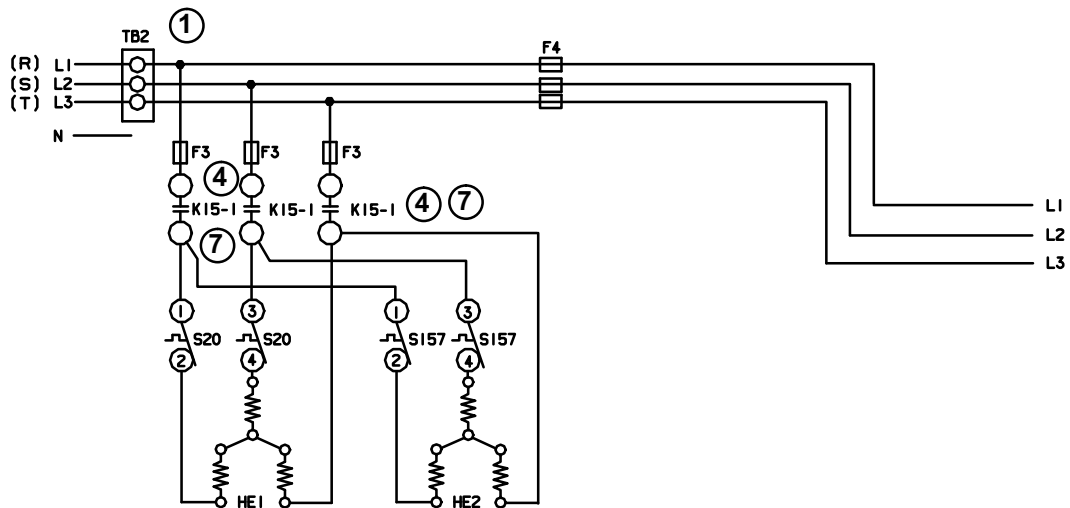 1
TB2
F4
(R) L1
(S) L2
(T) L3
N
F3 F3 F3
4
K15-1 K15-1 K15-1 4 7
L1
7
L2
L3
1 3 1 3
S20 S20 S157 S157
2 4 2 4
HE1 HE2